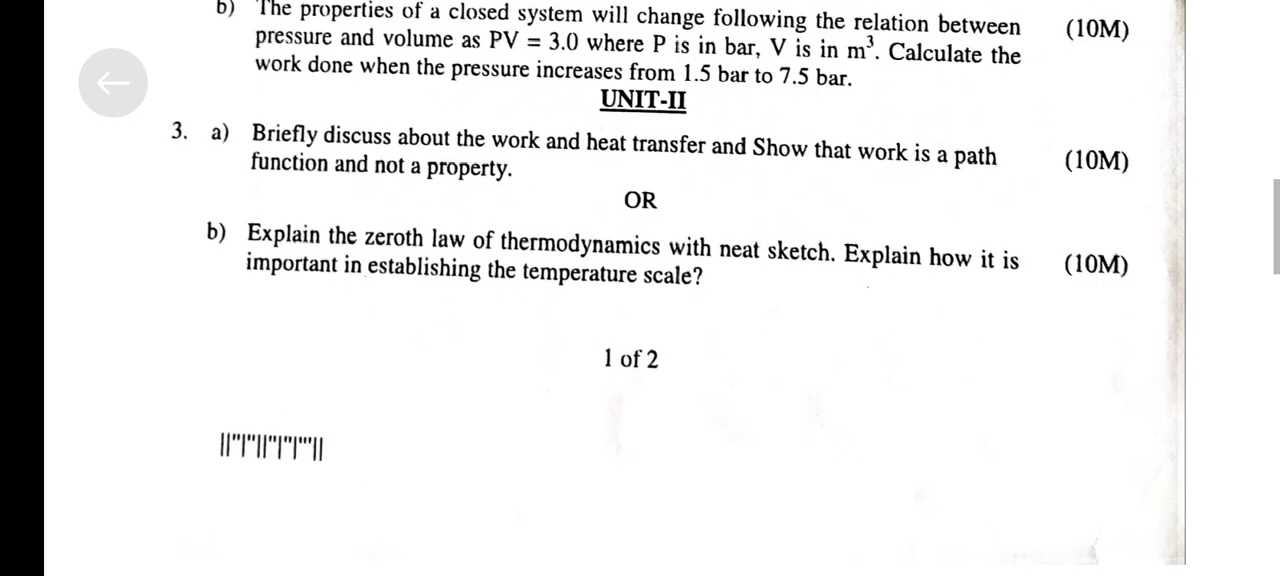 b) The properties of a closed system will change following the relation between (10M)
pressure and volume as PV = 3.0 where P is in bar, V is in m³. Calculate the
work done when the pressure increases from 1.5 bar to 7.5 bar.
UNIT-II
3. a) Briefly discuss about the work and heat transfer and Show that work is a path (10M)
function and not a property.
OR
b) Explain the zeroth law of thermodynamics with neat sketch. Explain how it is (10M)
important in establishing the temperature scale?
1 of 2